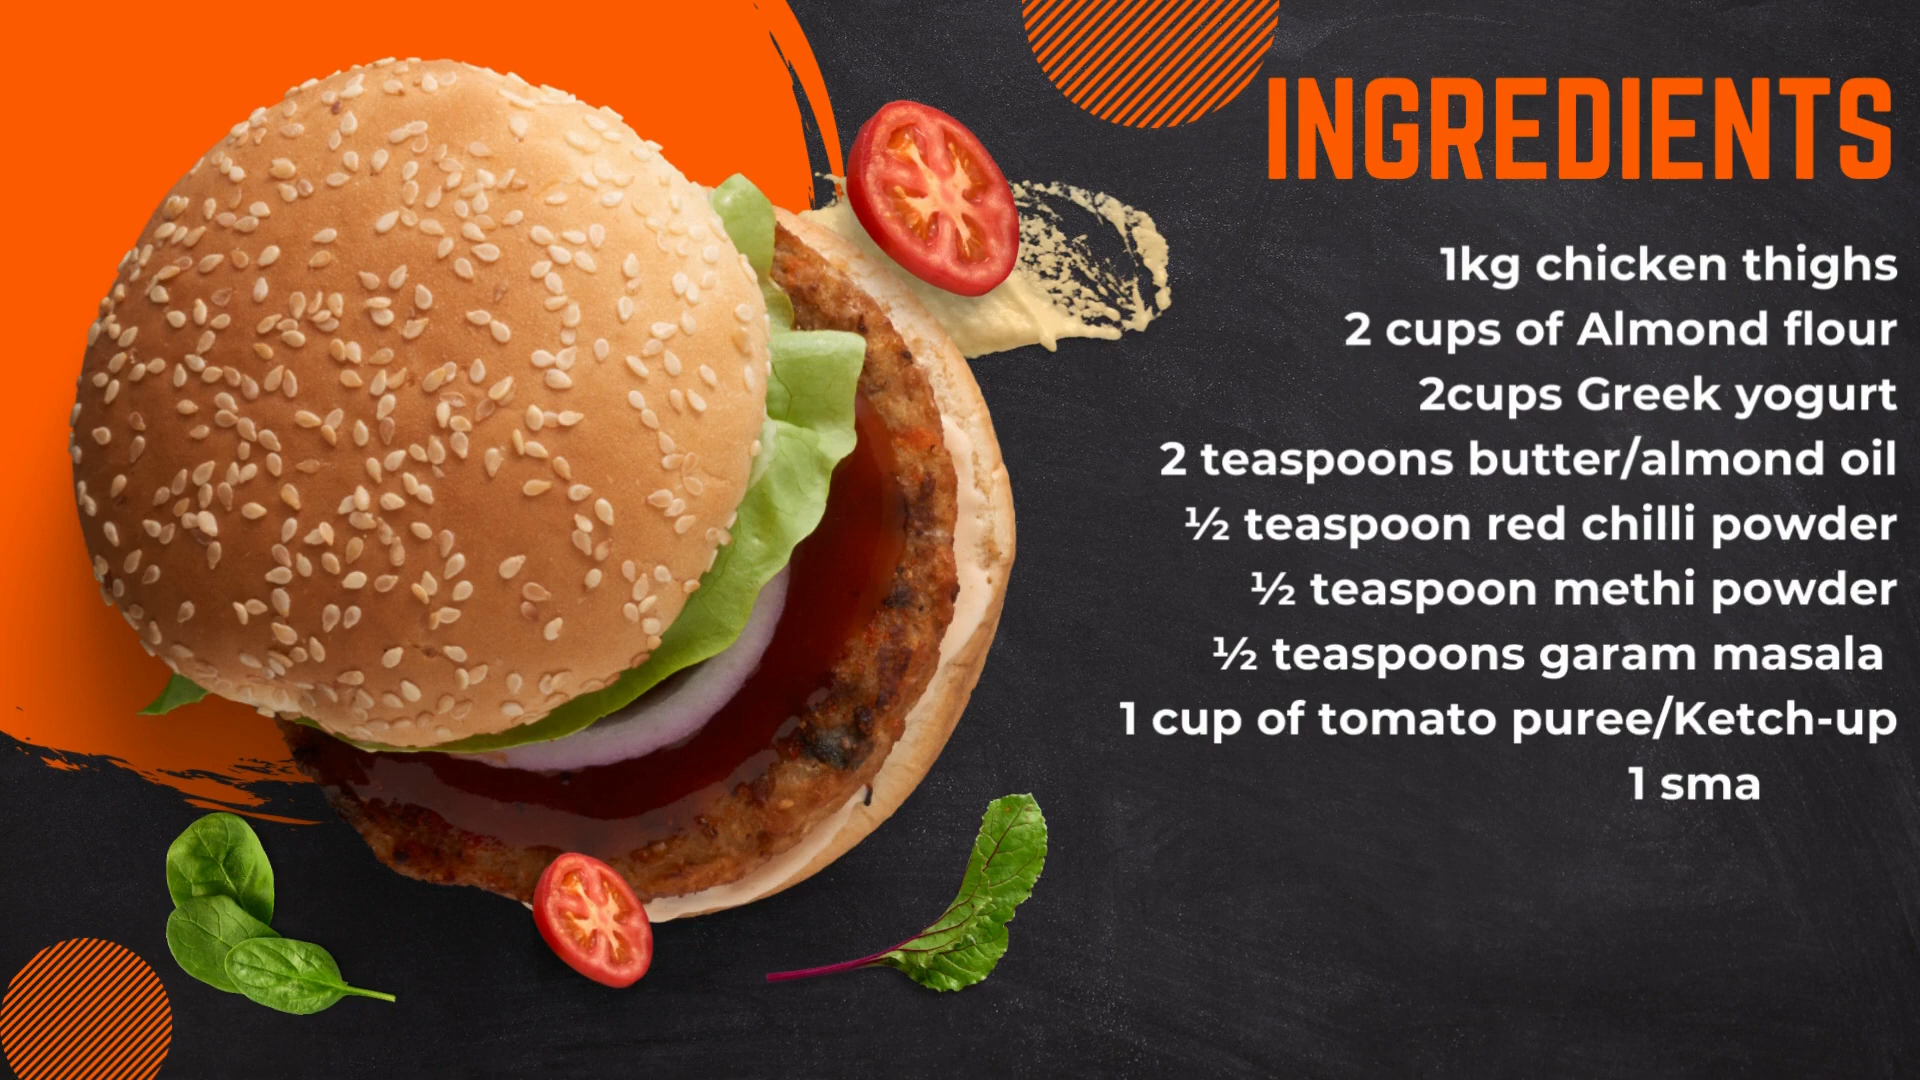 INGREDIENTS
1kg chicken thighs
2 cups of Almond flour
2cups Greek yogurt
2 teaspoons butter/almond oil
½ teaspoon red chilli powder
½ teaspoon methi powder
½ teaspoons garam masala
1 cup of tomato puree/Ketch-up
1 sma